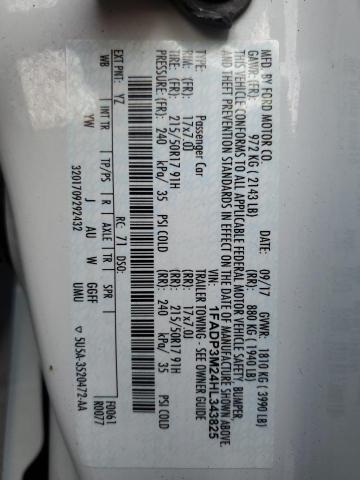 MFD. BY FORD MOTOR CO.
09/17 GVWR: 1810 KG ( 3990 LB)
GAWR: (FR): 972 KG ( 2143 LB) (RR): 880 KG ( 1940 LB)
THIS VEHICLE CONFORMS TO ALL APPLICABLE FEDERAL MOTOR VEHICLE SAFETY, BUMPER,
AND THEFT PREVENTION STANDARDS IN EFFECT ON THE DATE OF MANUFACTURE SHOWN ABOVE.
VIN: 1FADP3M24HL343825
Passenger Car TRAILER TOWING - SEE OWNER GUIDE
RIM: (FR): 17x7.0J (RR): 17x7.0J
TIRE: (FR): 215/50R17 91H (RR): 215/50R17 91H
PRESSURE: (FR): 240 kPa/ 35 PSI COLD (RR): 240 kPa/ 35 PSI COLD
EXT PNT: YZ RC: 71 DSO: F0061
R0077
WB INT TR TP/PS R AXLE TR SPR
YW J AU W GGFF UMU
3201709292432 5U5A-3520472-AA